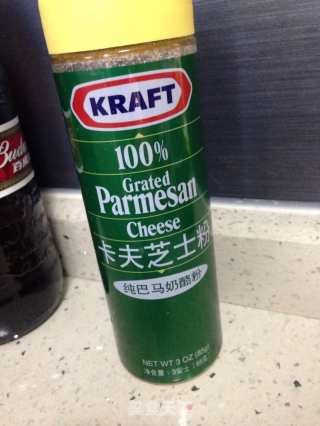 KRAFT
100%
Grated
Parmesan
Cheese
卡夫芝士粉
纯巴马奶酪粉
NET WT 3 OZ (85g)
Bud